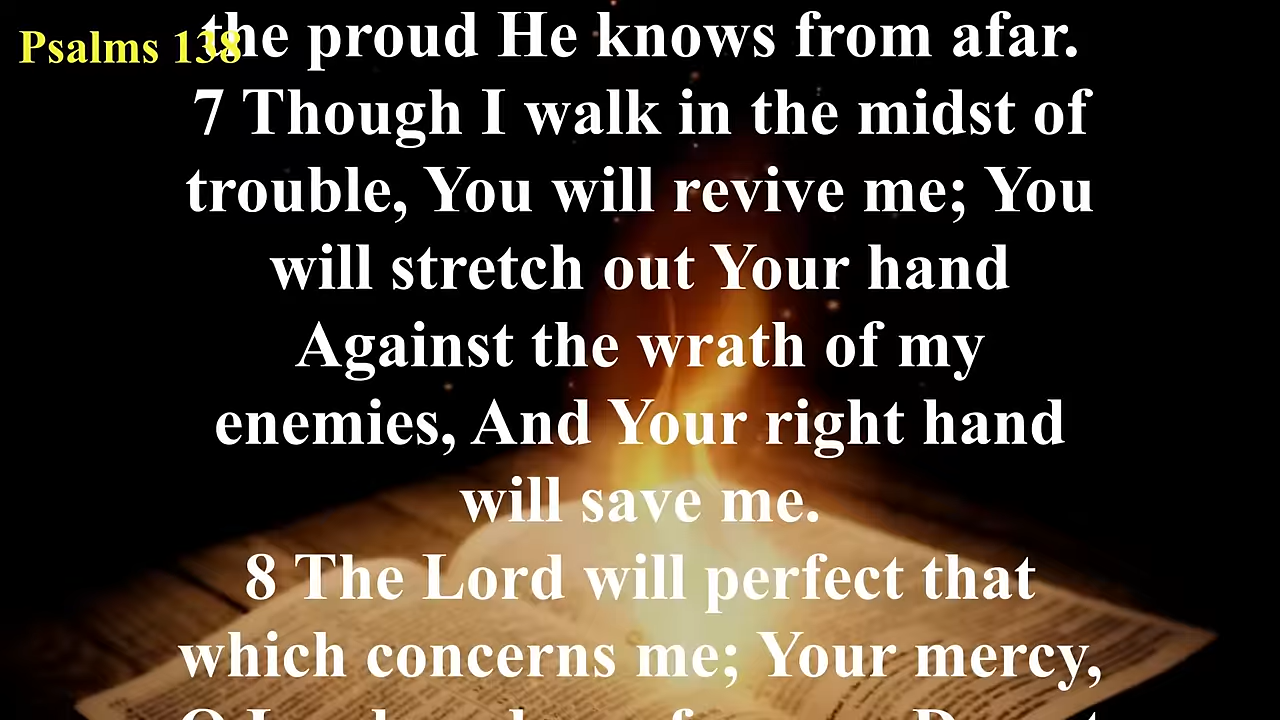 Psalms 138
the proud He knows from afar.
7 Though I walk in the midst of
trouble, You will revive me; You
will stretch out Your hand
Against the wrath of my
enemies, And Your right hand
will save me.
8 The Lord will perfect that
which concerns me; Your mercy,